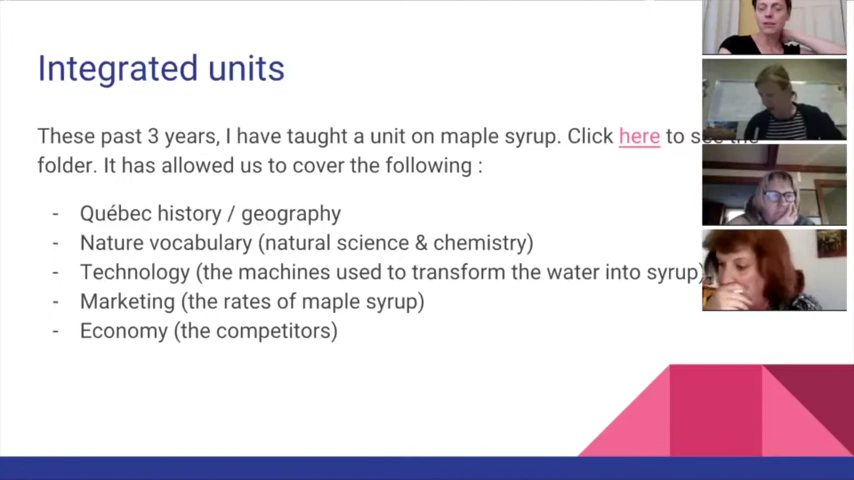 Integrated units
These past 3 years, I have taught a unit on maple syrup. Click here to see the
folder. It has allowed us to cover the following :
- Québec history / geography
- Nature vocabulary (natural science & chemistry)
- Technology (the machines used to transform the water into syrup)
- Marketing (the rates of maple syrup)
- Economy (the competitors)